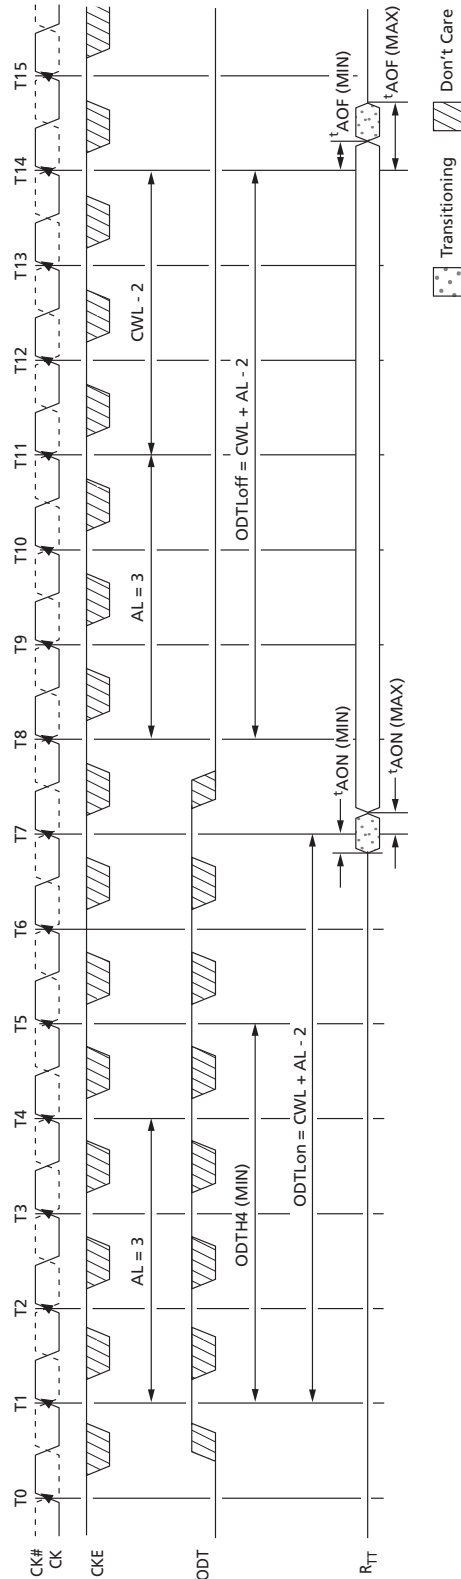 T0 T1 T2 T3 T4 T5 T6 T7 T8 T9 T10 T11 T12 T13 T14 T15
CK#
CK
CKE
AL = 3
AL = 3
CWL - 2
ODT
ODTH4 (MIN)
ODTLoff = CWL + AL - 2
ODTLon = CWL + AL - 2
tAON (MIN)
tAOF (MIN)
RTT
tAON (MAX)
tAOF (MAX)
Transitioning
Don't Care